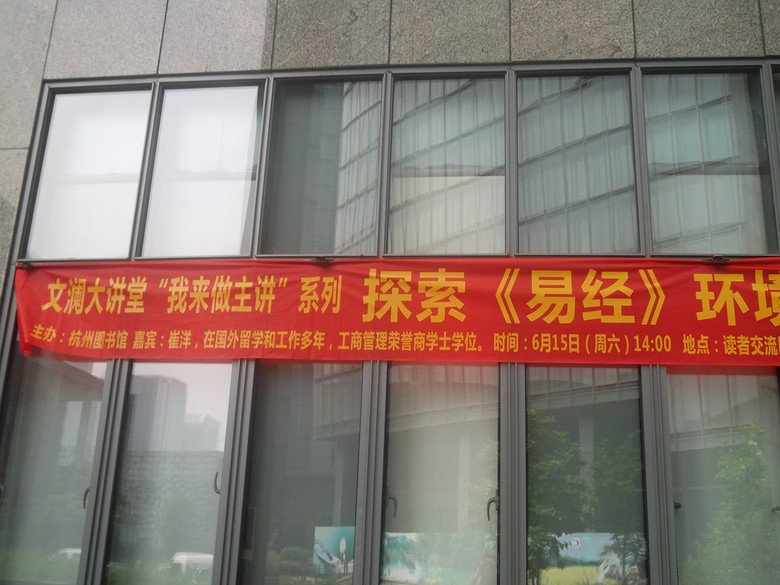 文澜大讲堂“我来做主讲”系列 探索《易经》环境
主办：杭州图书馆 嘉宾：崔洋，在国外留学和工作多年，工商管理荣誉商学士学位。时间：6月15日（周六）14:00 地点：读者交流